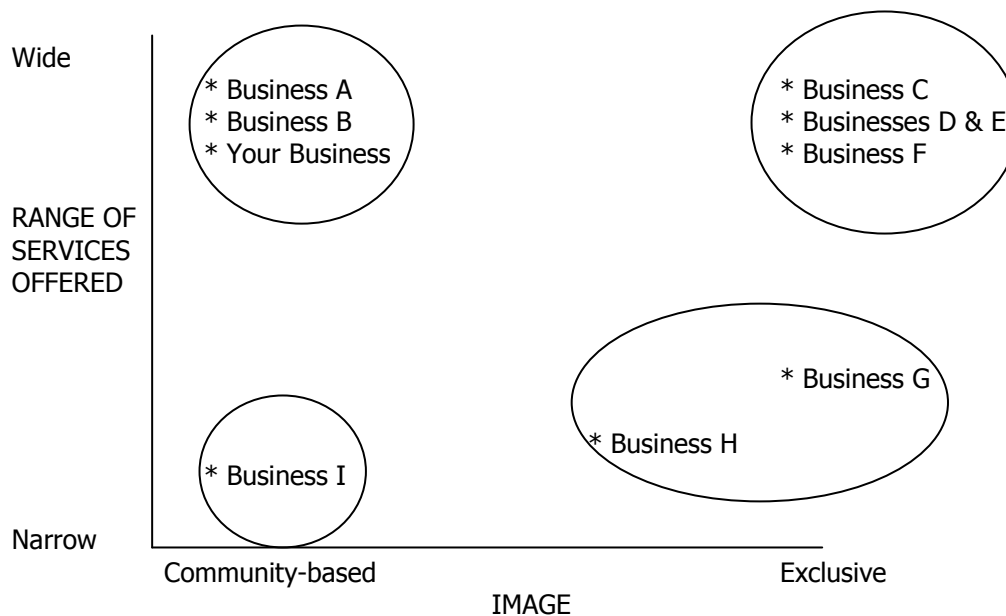 Wide
* Business A
* Business B
* Your Business
* Business C
* Businesses D & E
* Business F
RANGE OF
SERVICES
OFFERED
* Business G
* Business H
* Business I
Narrow
Community-based
Exclusive
IMAGE